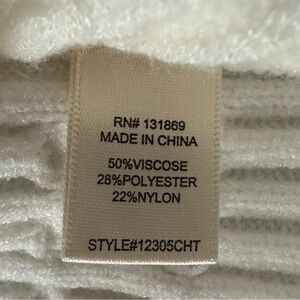 RN# 131869
MADE IN CHINA
50%VISCOSE
28%POLYESTER
22%NYLON
STYLE#12305CHT